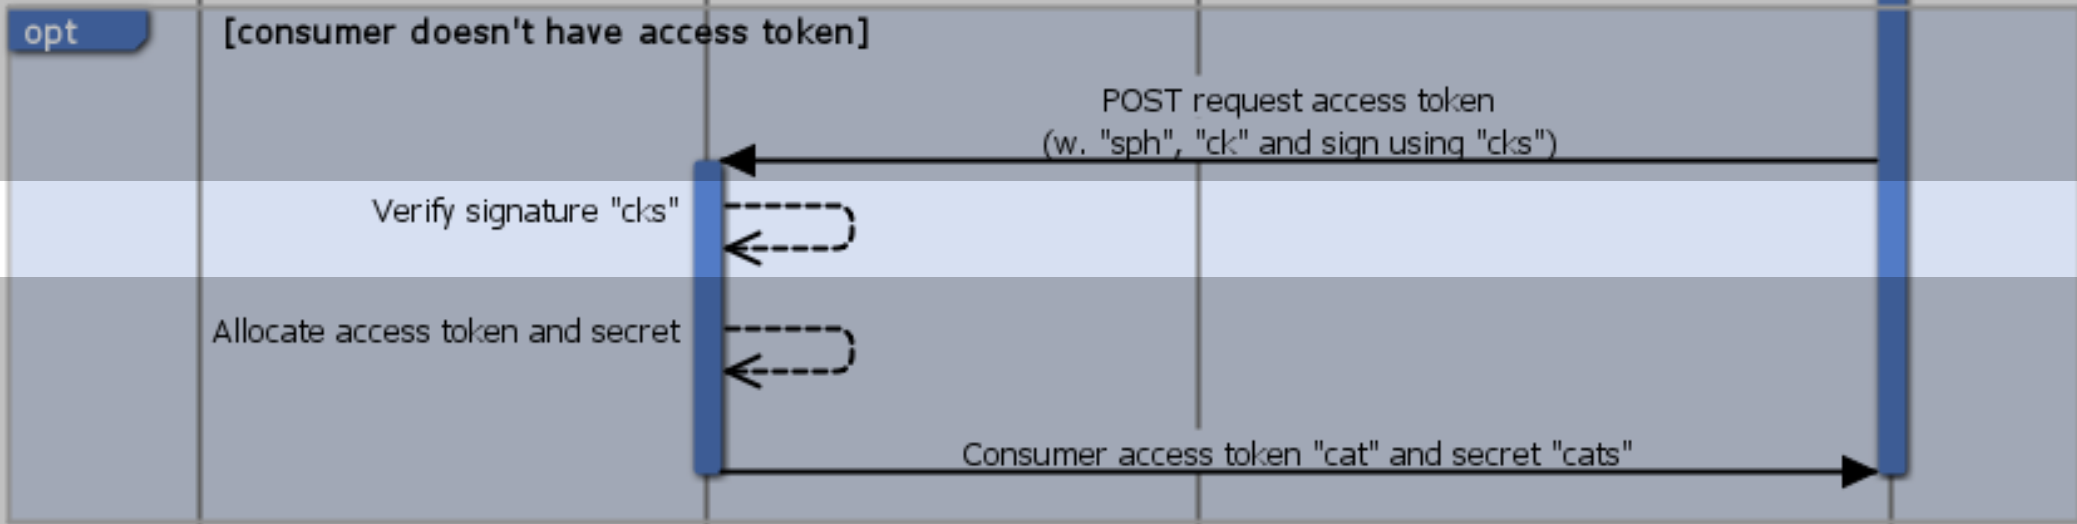 opt
[consumer doesn't have access token]
POST request access token
(w. "sph", "ck" and sign using "cks")
Verify signature "cks"
Allocate access token and secret
Consumer access token "cat" and secret "cats"